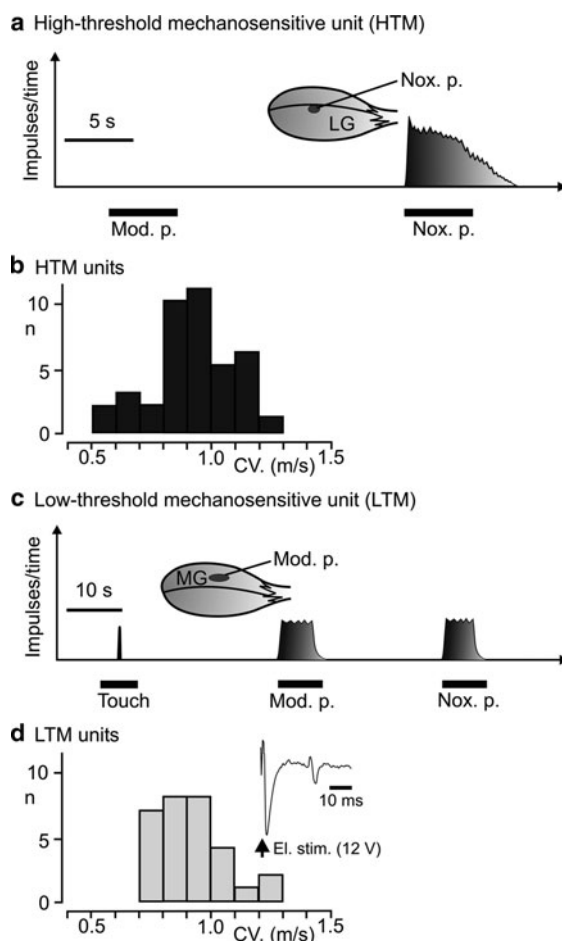 a High-threshold mechanosensitive unit (HTM)
Impulses/time
5 s
Nox. p.
LG
Mod. p.
Nox. p.
b HTM units
10
n
5
0
0.5
1.0
1.5
CV. (m/s)
c Low-threshold mechanosensitive unit (LTM)
Impulses/time
10 s
Mod. p.
MG
Touch
Mod. p.
Nox. p.
d LTM units
10
n
5
0
10 ms
El. stim. (12 V)
0.5
1.0
1.5
CV. (m/s)